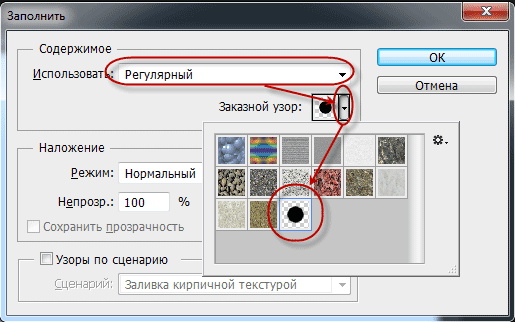 Заполнить
Содержимое
Использовать: Регулярный
OK
Отмена
Заказной узор:
Наложение
Режим: Нормальный
Непрозр.: 100 %
Сохранить прозрачность
Узоры по сценарию
Сценарий: Заливка кирпичной текстурой